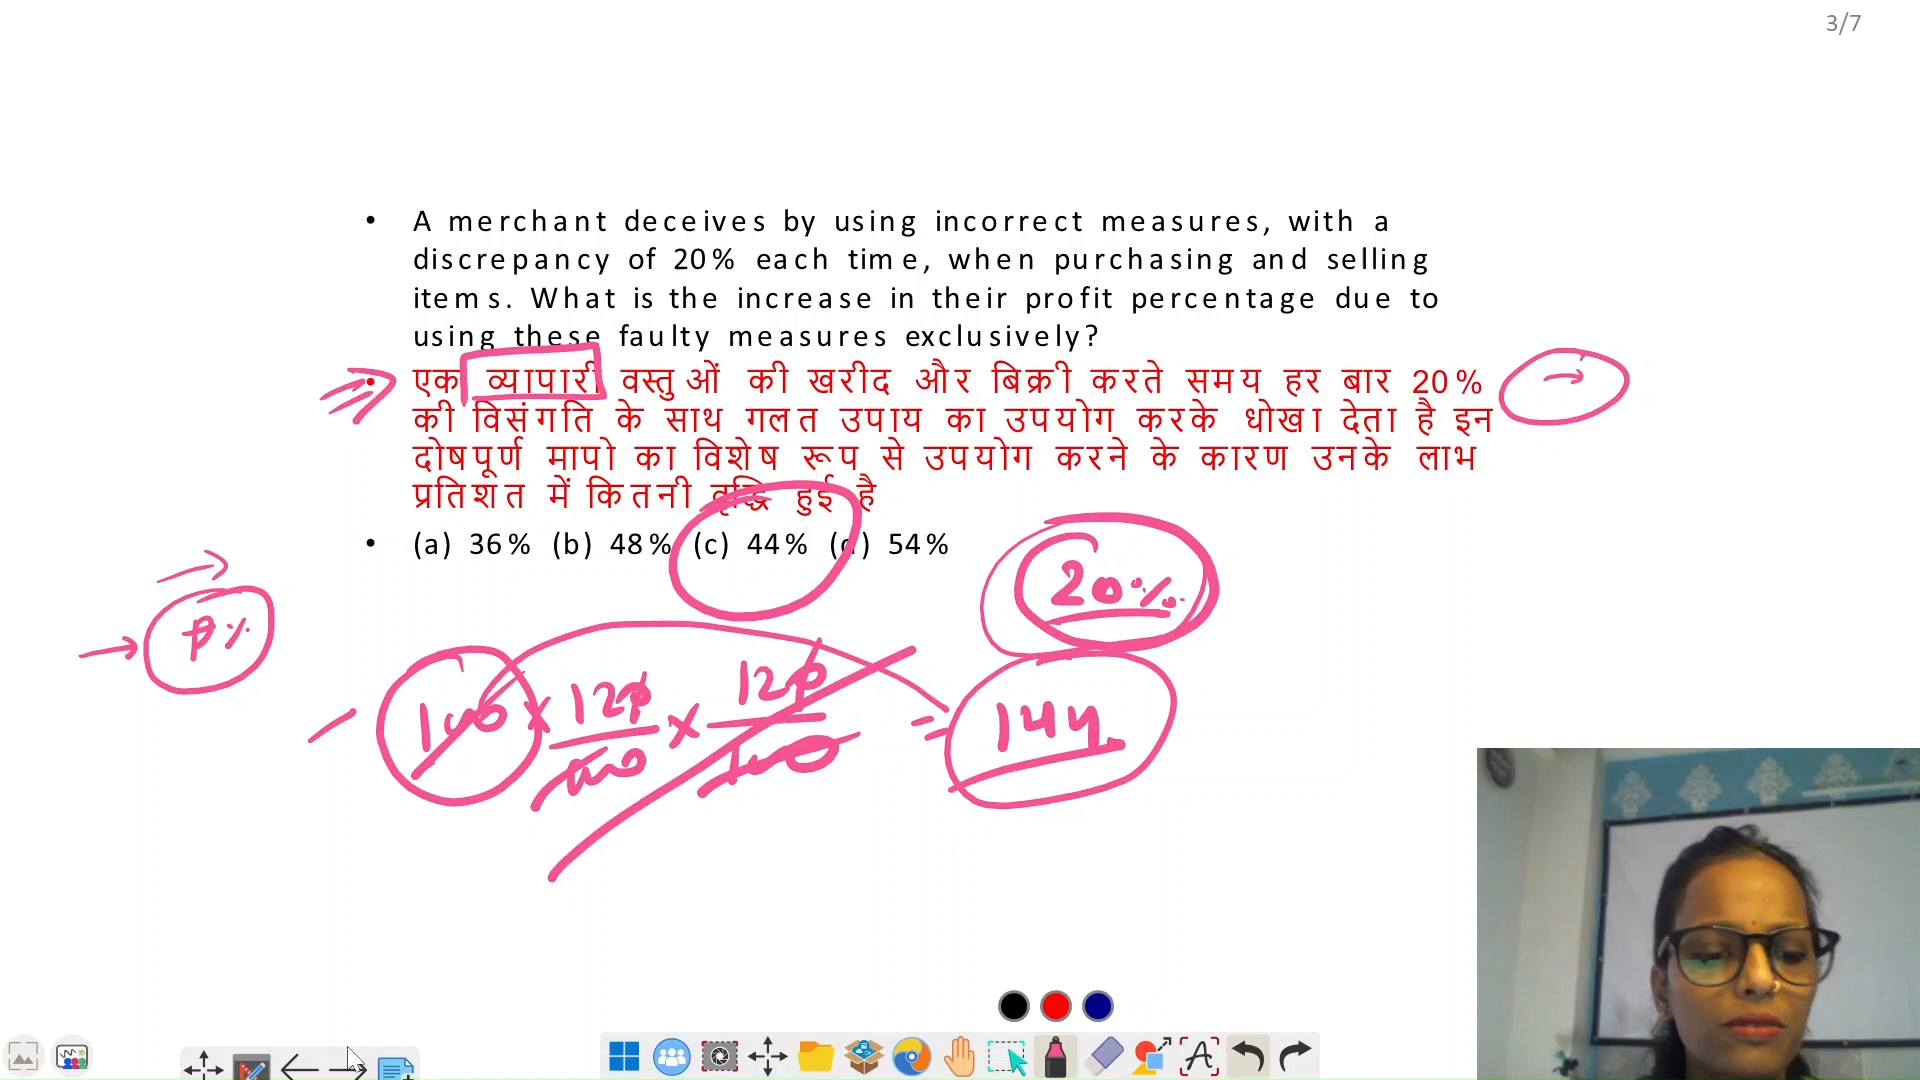 3/7
A merchant deceives by using incorrect measures, with a
discrepancy of 20% each time, when purchasing and selling
items. What is the increase in their profit percentage due to
using these faulty measures exclusively?
एक व्यापारी वस्तुओं की खरीद और बिक्री करते समय हर बार 20%
की विसंगति के साथ गलत उपाय का उपयोग करके धोखा देता है इन
दोषपूर्ण मापो का विशेष रूप से उपयोग करने के कारण उनके लाभ
प्रतिशत में कितनी वृद्धि हुई है
(a) 36% (b) 48% (c) 44% (d) 54%
20%
P%
100 × 120/100 × 120/100 = 144